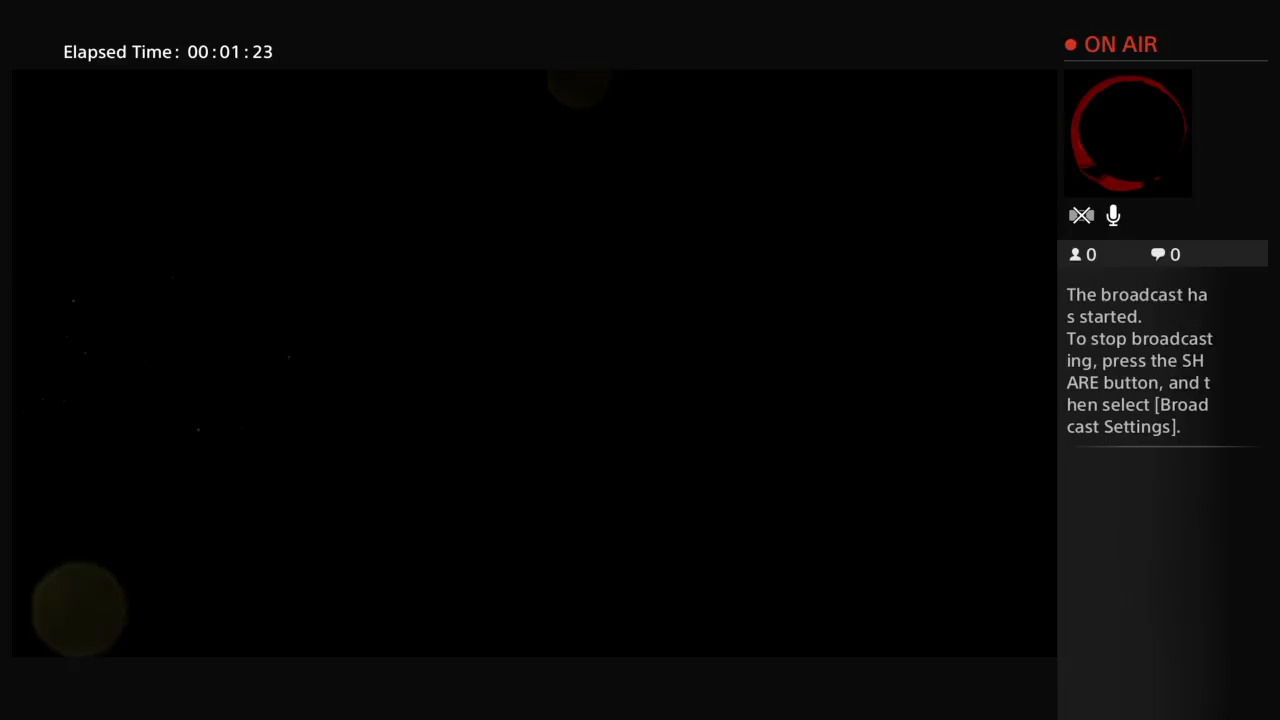 Elapsed Time: 00:01:23
ON AIR
0 0
The broadcast ha
s started.
To stop broadcast
ing, press the SH
ARE button, and t
hen select [Broad
cast Settings].